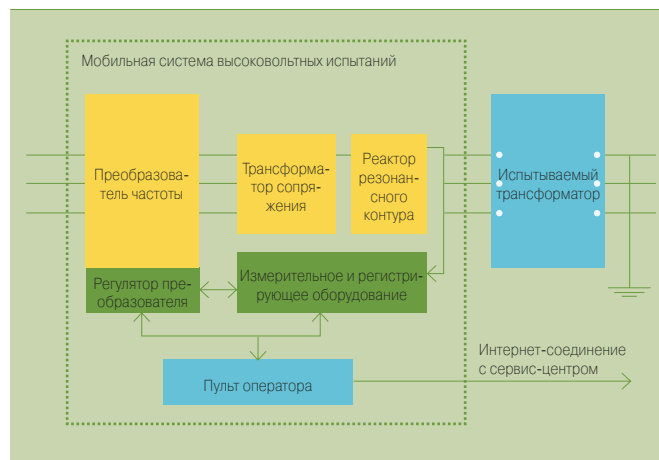 Мобильная система высоковольтных испытаний
Преобразова-
тель частоты
Трансформа-
тор сопря-
жения
Реактор
резонан-
сного
контура
Испытываемый
трансформатор
Регулятор пре-
образователя
Измерительное и регистри-
рующее оборудование
Пульт оператора
Интернет-соединение
с сервис-центром